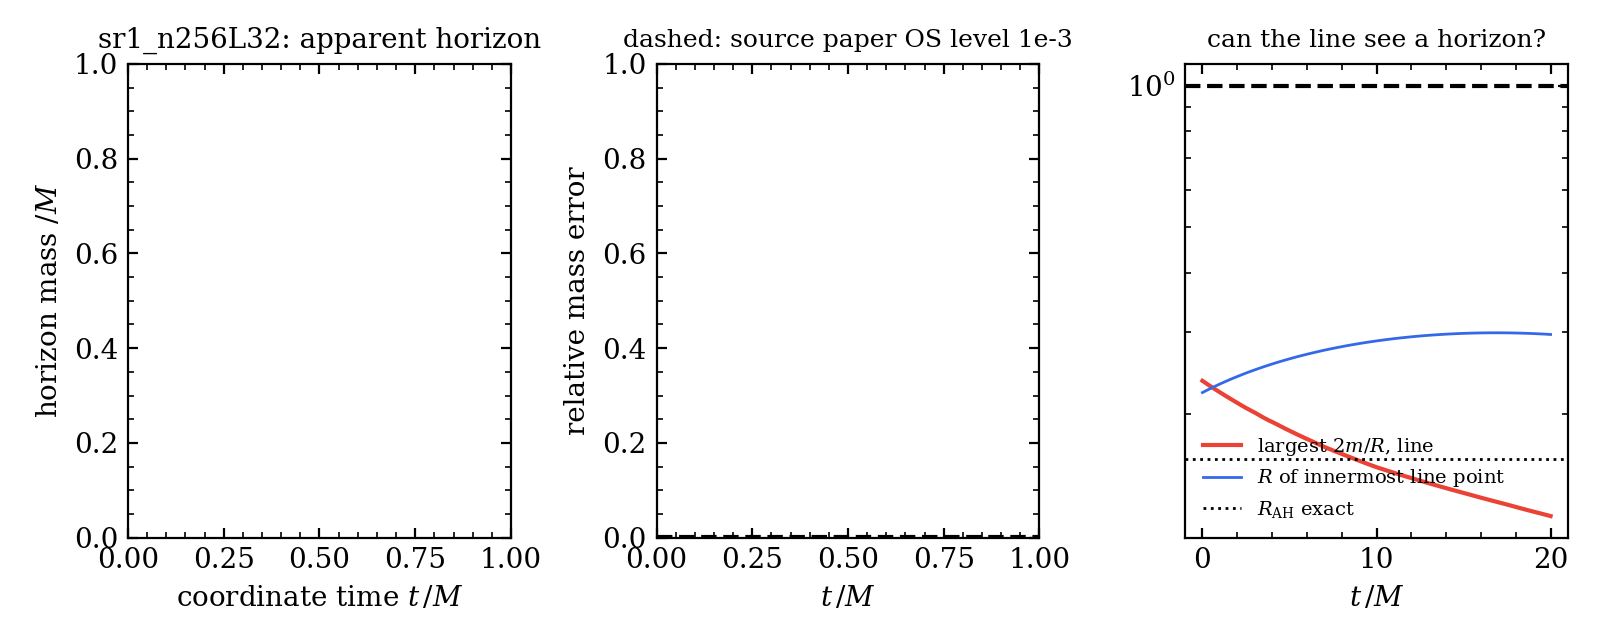 sr1_n256L32: apparent horizon
1.0
0.8
0.6
0.4
0.2
0.0
horizon mass /M
0.00 0.25 0.50 0.75 1.00
coordinate time t/M
dashed: source paper OS level 1e-3
1.0
0.8
0.6
0.4
0.2
0.0
relative mass error
0.00 0.25 0.50 0.75 1.00
t/M
can the line see a horizon?
10⁰
largest 2m/R, line
R of innermost line point
R_AH exact
0 10 20
t/M